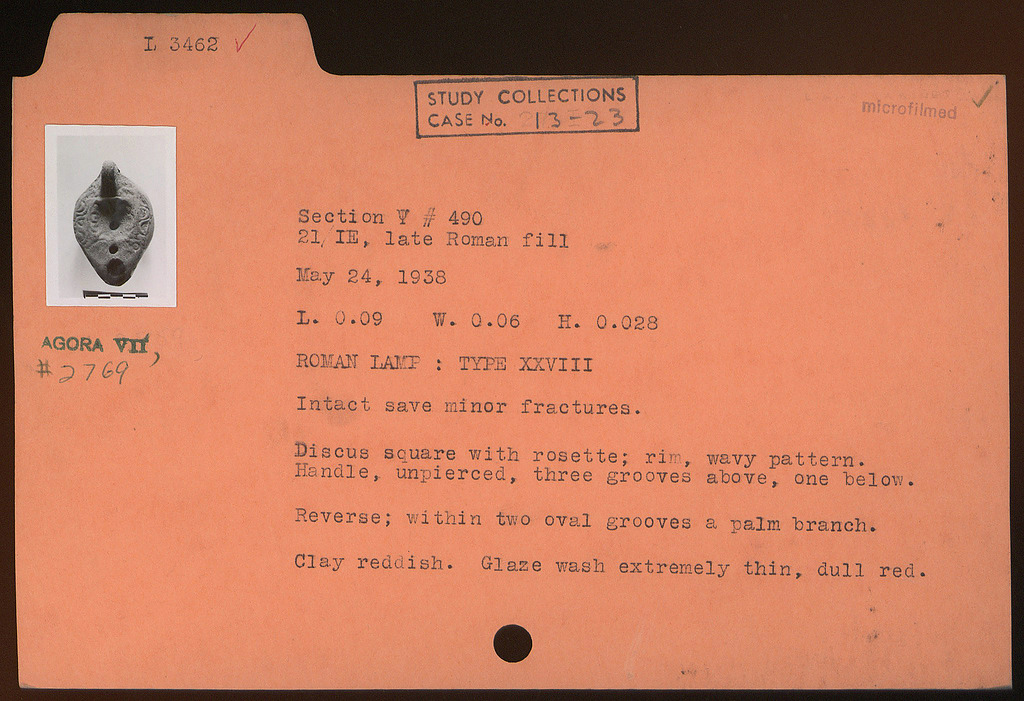 L 3462 ✓
STUDY COLLECTIONS
CASE No. 13-23
microfilmed ✓
AGORA VII,
# 2769
Section Ψ # 490
21/IE, late Roman fill
May 24, 1938
L. 0.09 W. 0.06 H. 0.028
ROMAN LAMP : TYPE XXVIII
Intact save minor fractures.
Discus square with rosette; rim, wavy pattern.
Handle, unpierced, three grooves above, one below.
Reverse; within two oval grooves a palm branch.
Clay reddish. Glaze wash extremely thin, dull red.